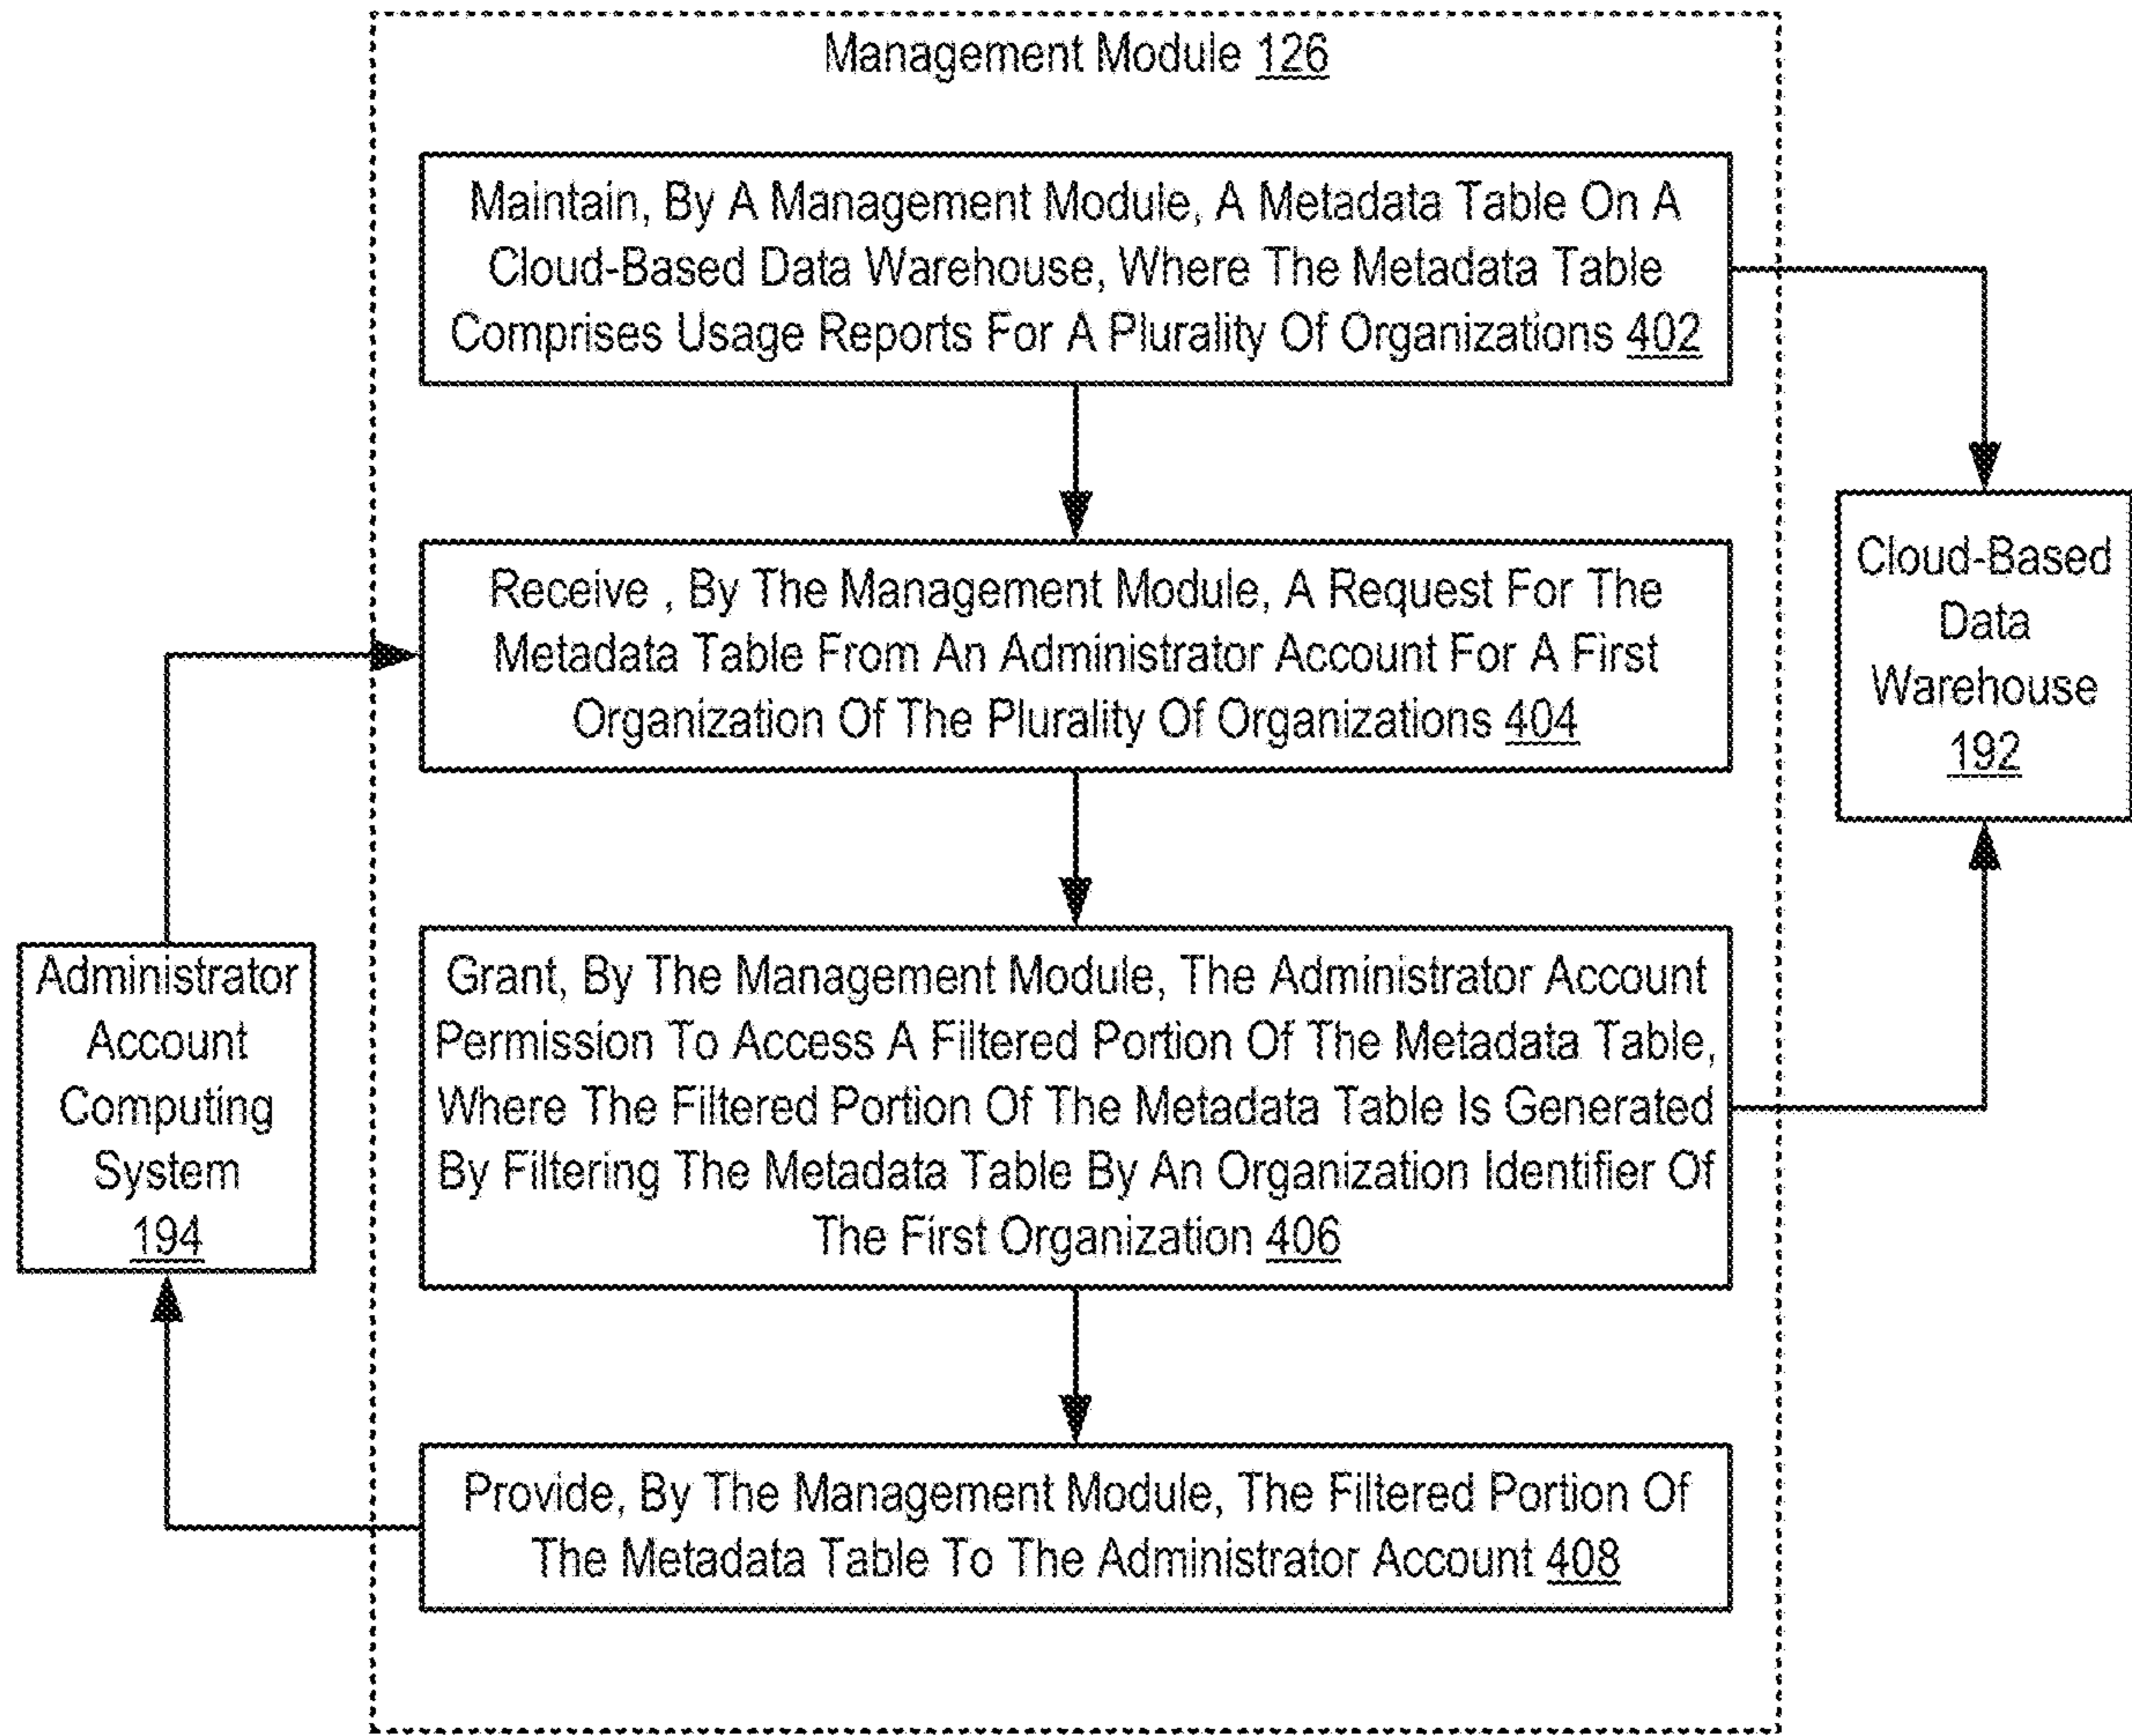 Management Module 126
Maintain, By A Management Module, A Metadata Table On A
Cloud-Based Data Warehouse, Where The Metadata Table
Comprises Usage Reports For A Plurality Of Organizations 402
Receive , By The Management Module, A Request For The
Metadata Table From An Administrator Account For A First
Organization Of The Plurality Of Organizations 404
Cloud-Based
Data
Warehouse
192
Administrator
Account
Computing
System
194
Grant, By The Management Module, The Administrator Account
Permission To Access A Filtered Portion Of The Metadata Table,
Where The Filtered Portion Of The Metadata Table Is Generated
By Filtering The Metadata Table By An Organization Identifier Of
The First Organization 406
Provide, By The Management Module, The Filtered Portion Of
The Metadata Table To The Administrator Account 408